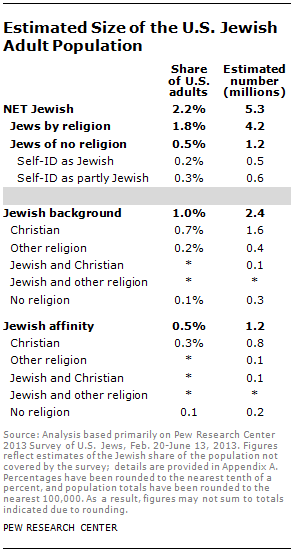 Estimated Size of the U.S. Jewish
Adult Population
Share of U.S. adults Estimated number (millions)
NET Jewish 2.2% 5.3
Jews by religion 1.8% 4.2
Jews of no religion 0.5% 1.2
Self-ID as Jewish 0.2% 0.5
Self-ID as partly Jewish 0.3% 0.6
Jewish background 1.0% 2.4
Christian 0.7% 1.6
Other religion 0.2% 0.4
Jewish and Christian * 0.1
Jewish and other religion * *
No religion 0.1% 0.3
Jewish affinity 0.5% 1.2
Christian 0.3% 0.8
Other religion * 0.1
Jewish and Christian * 0.1
Jewish and other religion * *
No religion 0.1 0.2
Source: Analysis based primarily on Pew Research Center
2013 Survey of U.S. Jews, Feb. 20-June 13, 2013. Figures
reflect estimates of the Jewish share of the population not
covered by the survey; details are provided in Appendix A.
Percentages have been rounded to the nearest tenth of a
percent, and population totals have been rounded to the
nearest 100,000. As a result, figures may not sum to totals
indicated due to rounding.
PEW RESEARCH CENTER